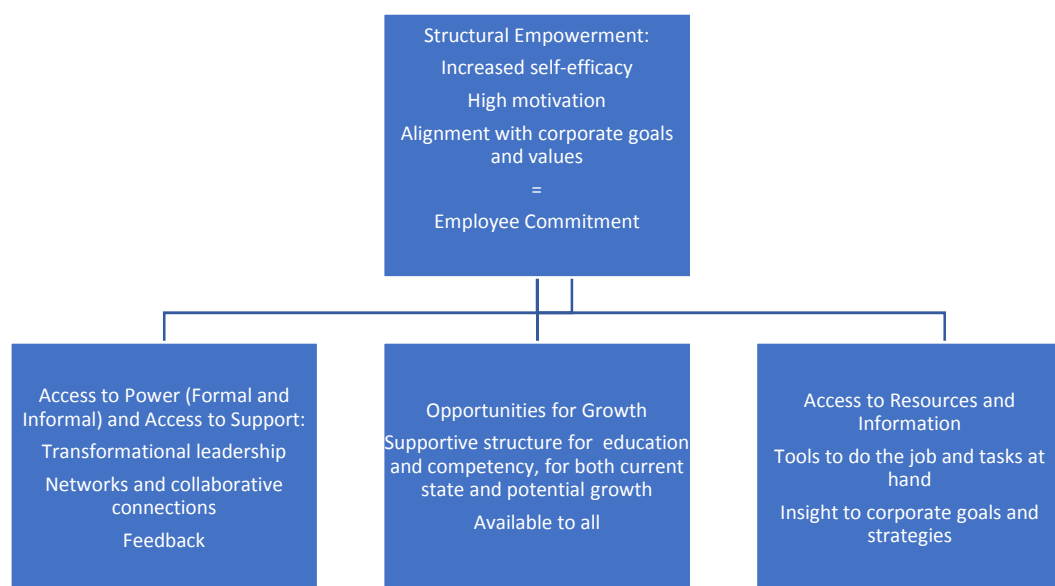 Structural Empowerment:
Increased self-efficacy
High motivation
Alignment with corporate goals
and values
=
Employee Commitment
Access to Power (Formal and
Informal) and Access to Support:
Transformational leadership
Networks and collaborative
connections
Feedback
Opportunities for Growth
Supportive structure for education
and competency, for both current
state and potential growth
Available to all
Access to Resources and
Information
Tools to do the job and tasks at
hand
Insight to corporate goals and
strategies